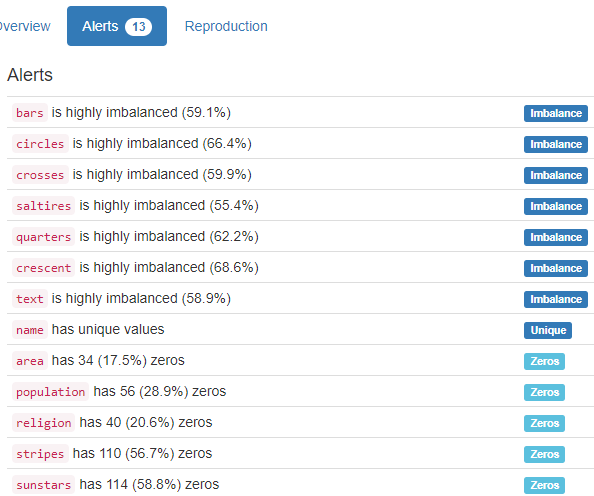 Overview Alerts 13 Reproduction
Alerts
bars is highly imbalanced (59.1%) Imbalance
circles is highly imbalanced (66.4%) Imbalance
crosses is highly imbalanced (59.9%) Imbalance
saltires is highly imbalanced (55.4%) Imbalance
quarters is highly imbalanced (62.2%) Imbalance
crescent is highly imbalanced (68.6%) Imbalance
text is highly imbalanced (58.9%) Imbalance
name has unique values Unique
area has 34 (17.5%) zeros Zeros
population has 56 (28.9%) zeros Zeros
religion has 40 (20.6%) zeros Zeros
stripes has 110 (56.7%) zeros Zeros
sunstars has 114 (58.8%) zeros Zeros